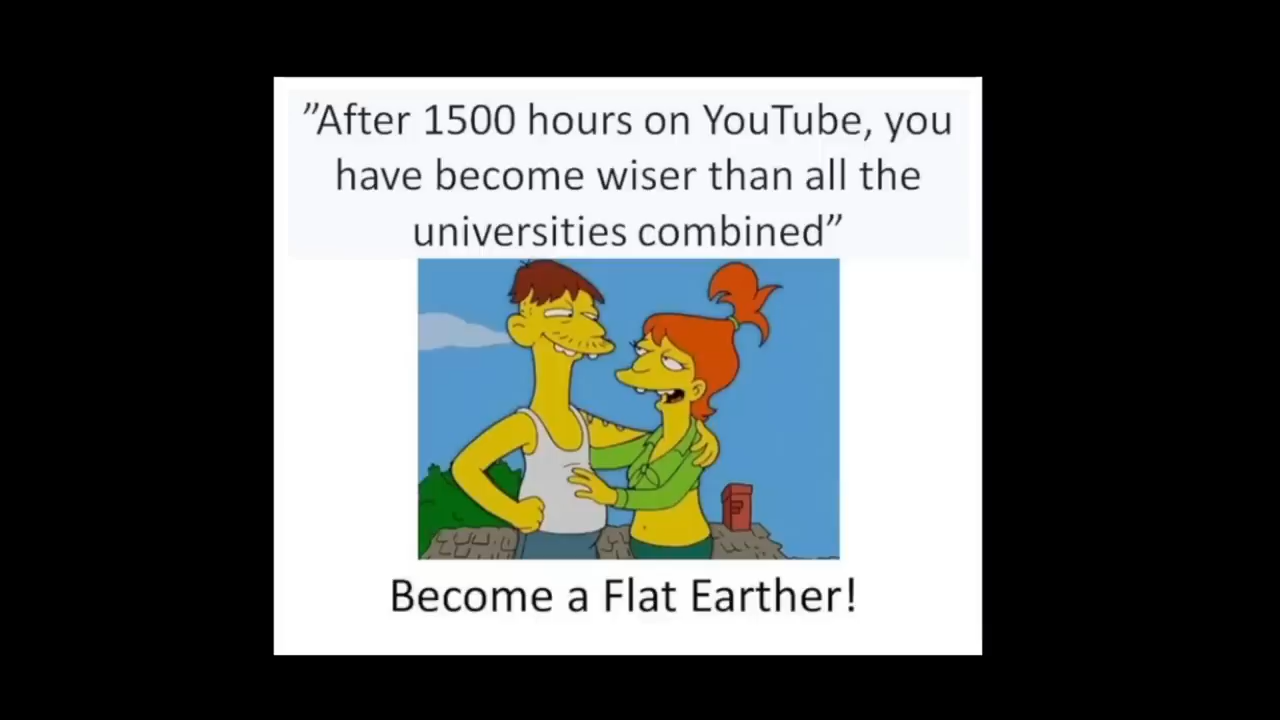 ”After 1500 hours on YouTube, you
have become wiser than all the
universities combined”
Become a Flat Earther!